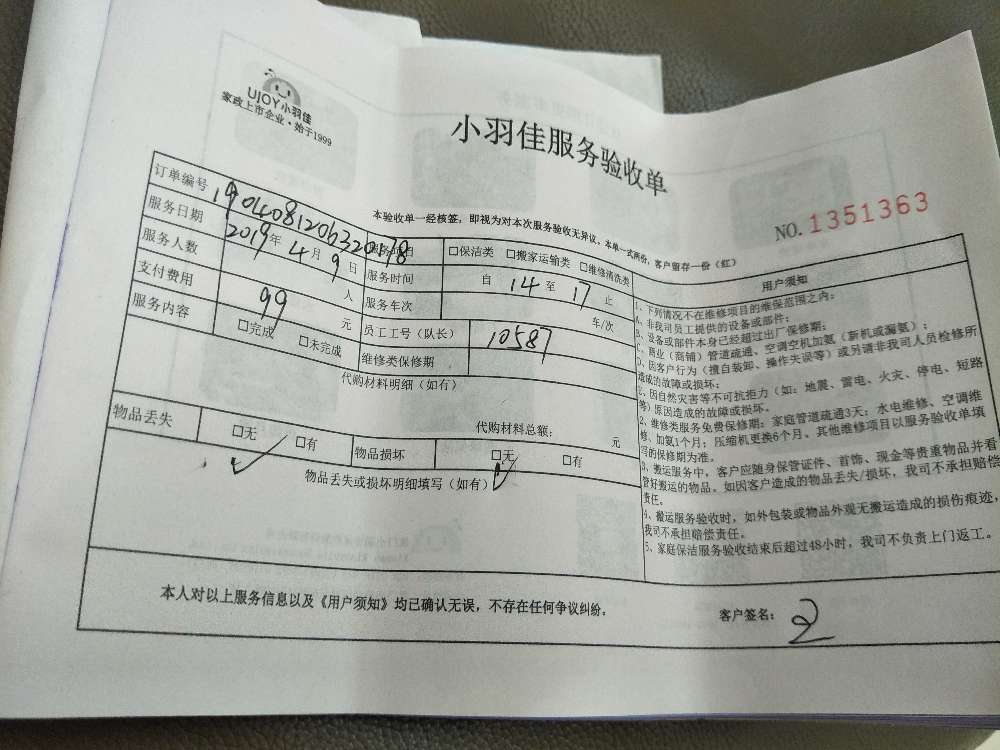 UJOY小羽佳
家政上市企业·始于1999
小羽佳服务验收单
本验收单一经核签，即视为对本次服务验收无异议，本单一式两份，客户留存一份（红）
NO. 1351363
订单编号
服务日期 2019年4月9日 服务项目 □保洁类 □搬家运输类 □维修清洗类
服务人数 人 服务时间 自 14 至 17 止
支付费用 99 元 服务车次 车/次
服务内容 □完成 □未完成 员工工号（队长） 10587
维修类保修期
代购材料明细（如有）
代购材料总额： 元
物品丢失 □无 □有 物品损坏 □无 □有
物品丢失或损坏明细填写（如有）
用户须知
1、下列情况不在维修项目的维保范围之内：
A、非我司员工提供的设备或部件；
B、设备或部件本身已经超过出厂保修期；
C、商业（商铺）管道疏通、空调空机加氨（新机或漏氨）；
D、因客户行为（擅自装卸、操作失误等）或另请非我司人员检修所
造成的故障或损坏；
E、因自然灾害等不可抗拒力（如：地震、雷电、火灾、停电、短路
等）原因造成的故障或损坏。
2、维修类服务免费保修期：家庭管道疏通3天；水电维修、空调维
修、加氨1个月；压缩机更换6个月。其他维修项目以服务验收单填
写的保修期为准。
3、搬运服务中，客户应随身保管证件、首饰、现金等贵重物品并看
管好搬运的物品。如因客户造成的物品丢失/损坏，我司不承担赔偿
责任。
4、搬运服务验收时，如外包装或物品外观无搬运造成的损伤痕迹，
我司不承担赔偿责任。
5、家庭保洁服务验收结束后超过48小时，我司不负责上门返工。
本人对以上服务信息以及《用户须知》均已确认无误，不存在任何争议纠纷。
客户签名：